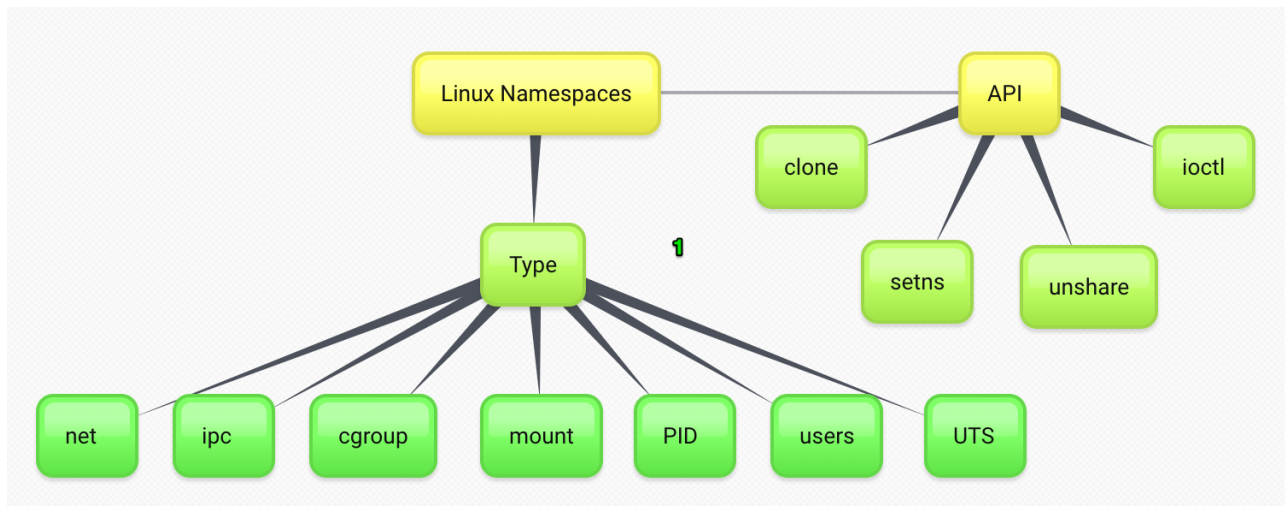 Linux Namespaces
API
clone
ioctl
Type
1
setns
unshare
net
ipc
cgroup
mount
PID
users
UTS